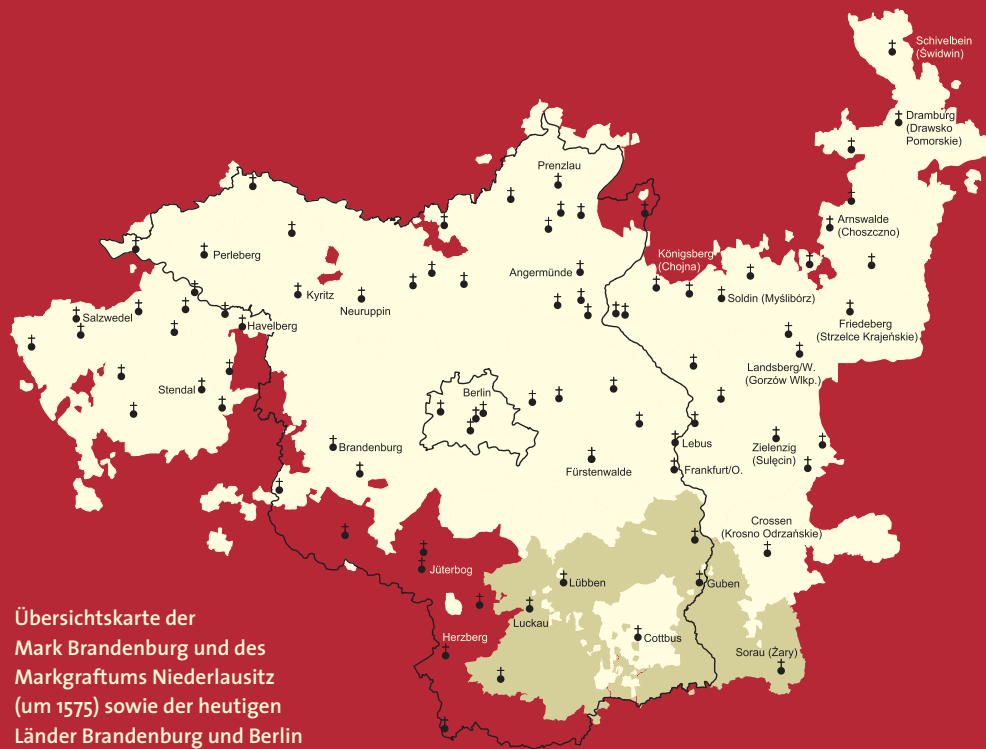 Schivelbein
(Świdwin)
Dramburg
(Drawsko
Pomorskie)
Prenzlau
Arnswalde
(Choszczno)
Perleberg
Königsberg
(Chojna)
Angermünde
Kyritz
Soldin (Myślibórz)
Neuruppin
Salzwedel
Havelberg
Friedeberg
(Strzelce Krajeńskie)
Landsberg/W.
(Gorzów Wlkp.)
Stendal
Berlin
Brandenburg
Lebus
Zielenzig
(Sulęcin)
Fürstenwalde
Frankfurt/O.
Crossen
(Krosno Odrzańskie)
Jüterbog
Lübben
Guben
Luckau
Herzberg
Cottbus
Sorau (Żary)
Übersichtskarte der
Mark Brandenburg und des
Markgraftums Niederlausitz
(um 1575) sowie der heutigen
Länder Brandenburg und Berlin